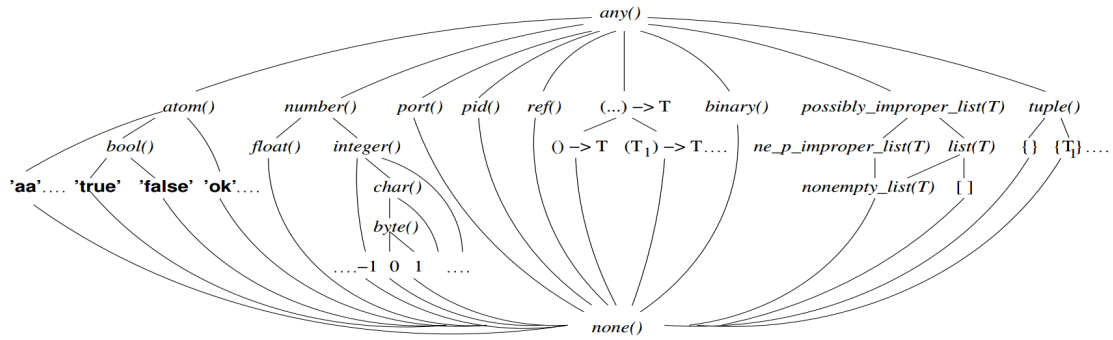 any()
atom() number() port() pid() ref() (...) –> T binary() possibly_improper_list(T) tuple()
bool() float() integer() () –> T (T1) –> T .... ne_p_improper_list(T) list(T) { } {T1} ....
'aa' .... 'true' 'false' 'ok' .... char() nonempty_list(T) [ ]
byte()
.... –1 0 1 ....
none()